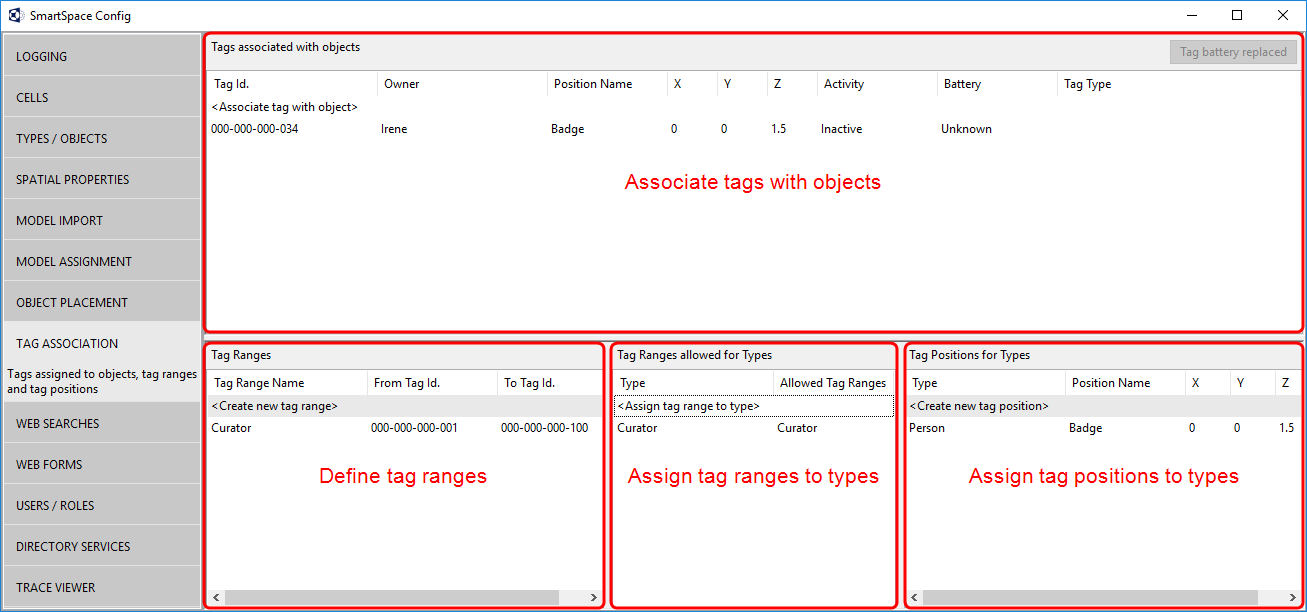 SmartSpace Config
LOGGING
CELLS
TYPES / OBJECTS
SPATIAL PROPERTIES
MODEL IMPORT
MODEL ASSIGNMENT
OBJECT PLACEMENT
TAG ASSOCIATION
Tags assigned to objects, tag ranges
and tag positions
WEB SEARCHES
WEB FORMS
USERS / ROLES
DIRECTORY SERVICES
TRACE VIEWER
Tags associated with objects
Tag battery replaced
Tag Id. Owner Position Name X Y Z Activity Battery Tag Type
<Associate tag with object>
000-000-000-034 Irene Badge 0 0 1.5 Inactive Unknown
Associate tags with objects
Tag Ranges
Tag Range Name From Tag Id. To Tag Id.
<Create new tag range>
Curator 000-000-000-001 000-000-000-100
Define tag ranges
Tag Ranges allowed for Types
Type Allowed Tag Ranges
<Assign tag range to type>
Curator Curator
Assign tag ranges to types
Tag Positions for Types
Type Position Name X Y Z
<Create new tag position>
Person Badge 0 0 1.5
Assign tag positions to types